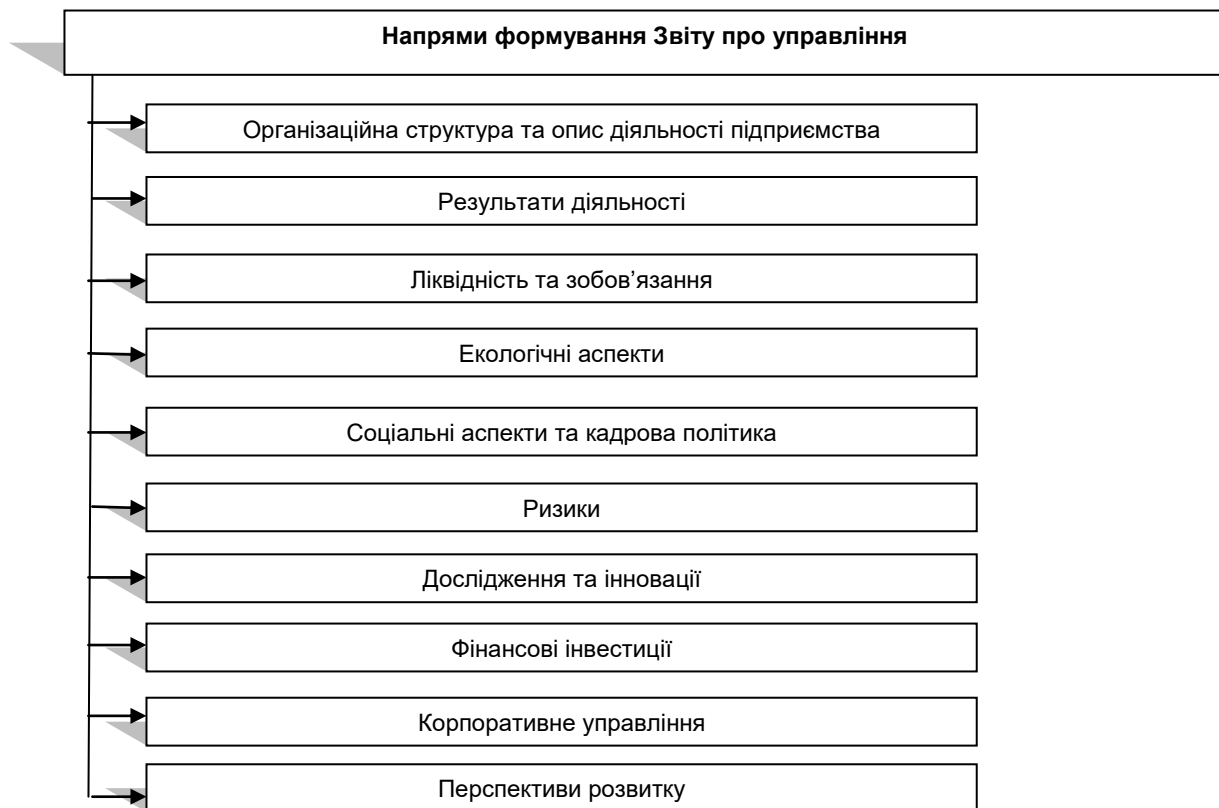 Напрями формування Звіту про управління
Організаційна структура та опис діяльності підприємства
Результати діяльності
Ліквідність та зобов’язання
Екологічні аспекти
Соціальні аспекти та кадрова політика
Ризики
Дослідження та інновації
Фінансові інвестиції
Корпоративне управління
Перспективи розвитку